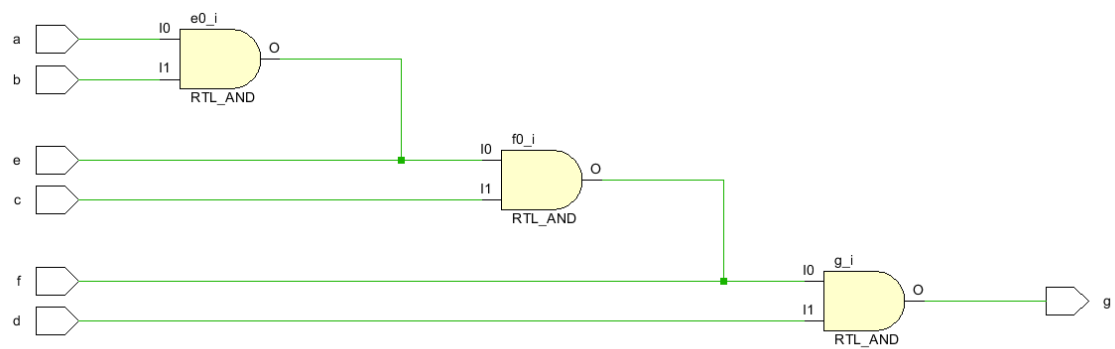 e0_i
a
I0
O
b
I1
RTL_AND
f0_i
e
I0
O
c
I1
RTL_AND
g_i
f
I0
O
g
d
I1
RTL_AND